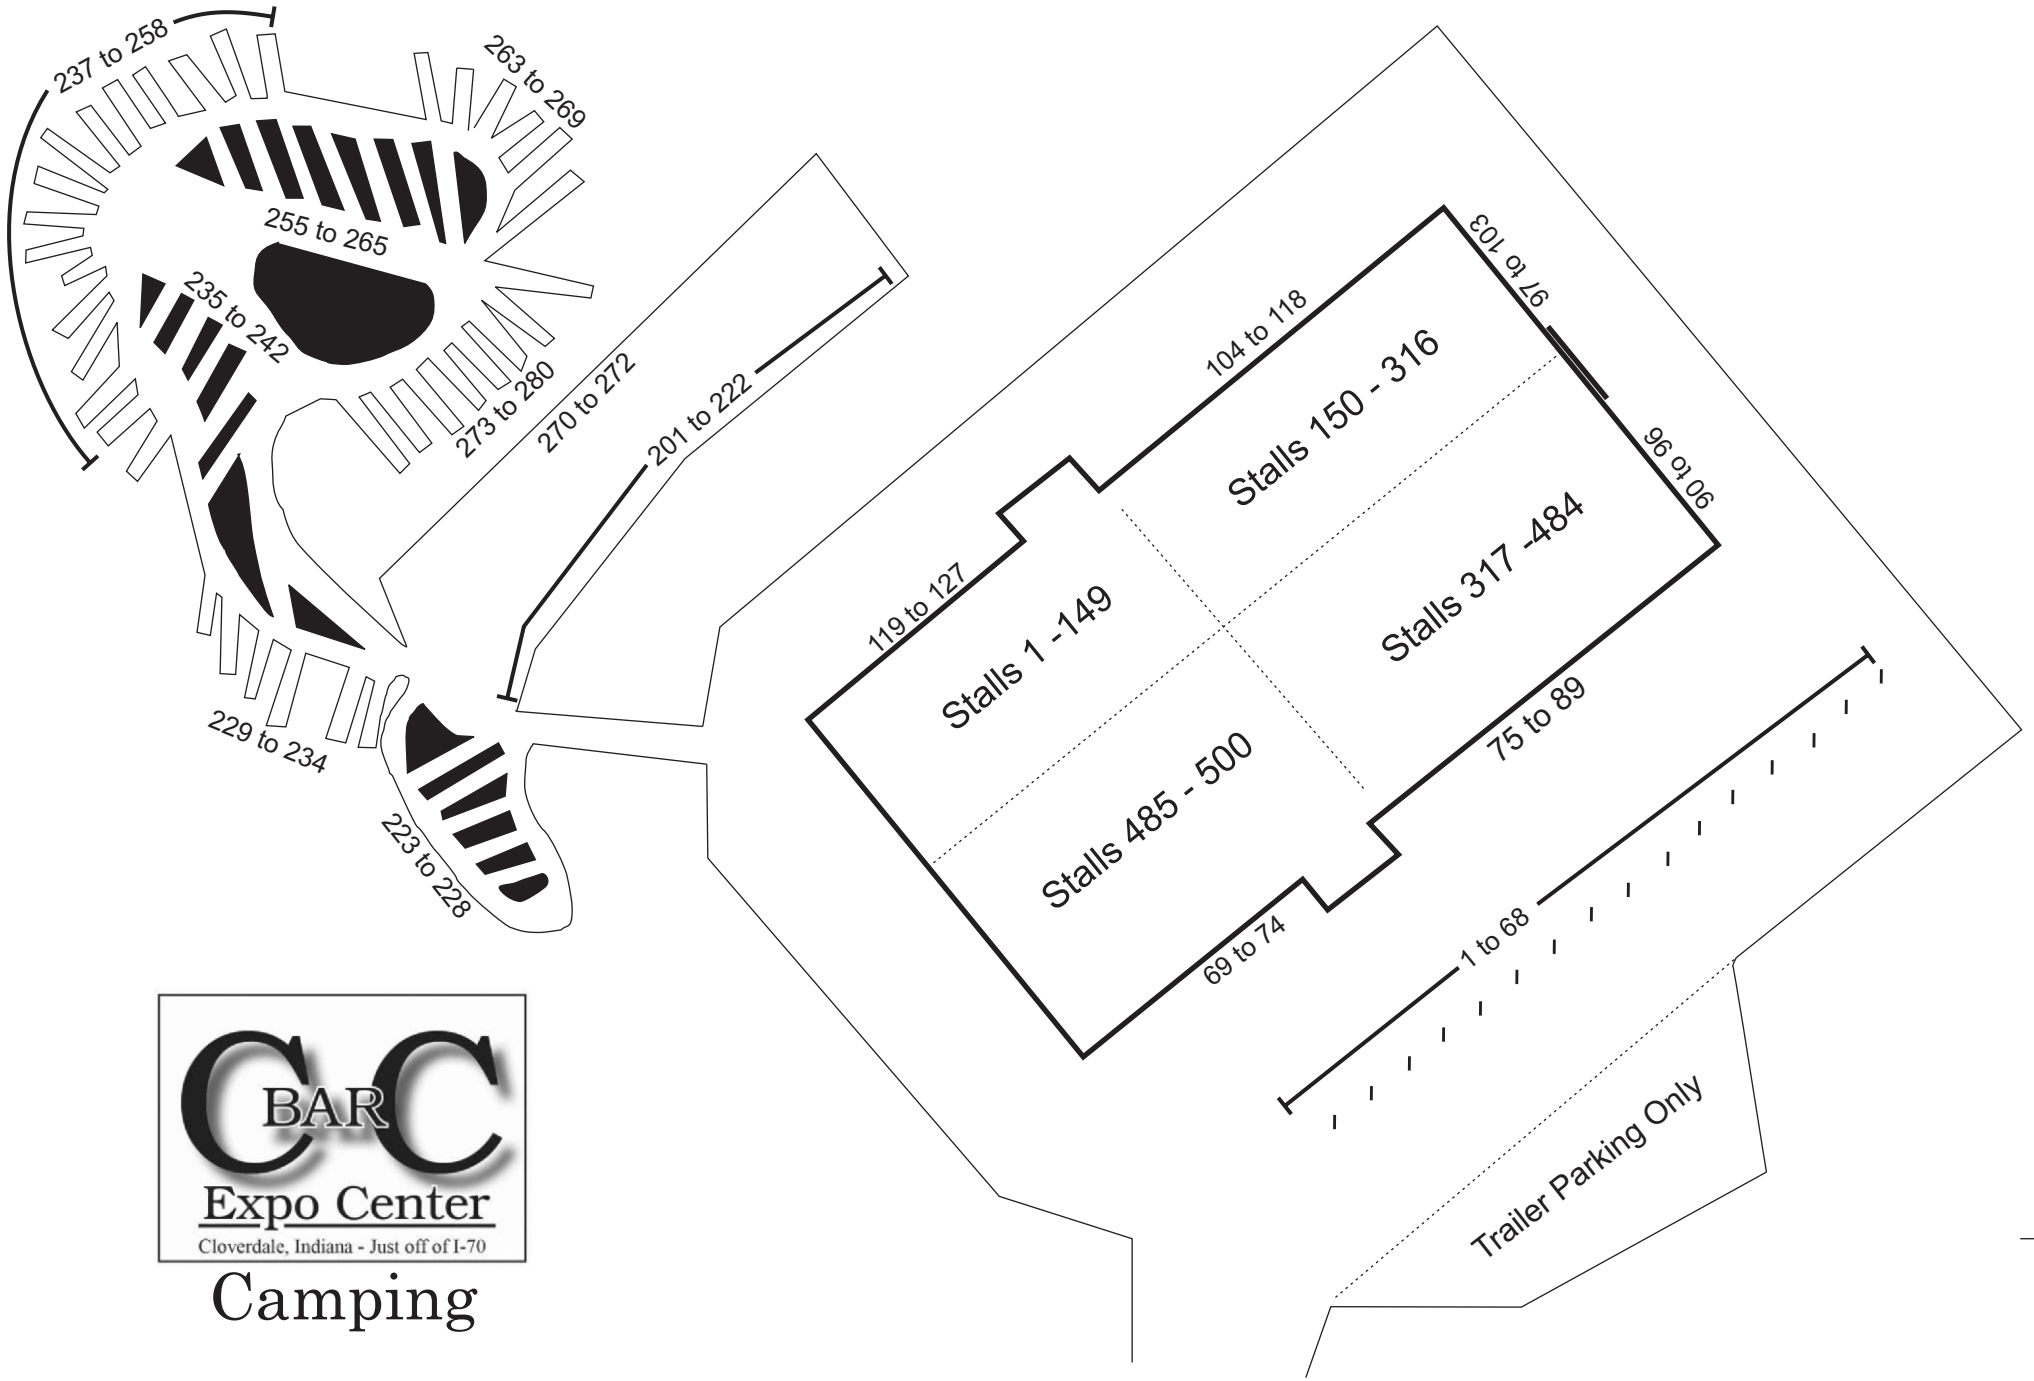 237 to 258
263 to 269
255 to 265
235 to 242
273 to 280
270 to 272
201 to 222
229 to 234
223 to 228
104 to 118
97 to 103
90 to 96
119 to 127
Stalls 150 - 316
Stalls 317 -484
Stalls 1 -149
Stalls 485 - 500
75 to 89
69 to 74
1 to 68
Trailer Parking Only
C BAR C
Expo Center
Cloverdale, Indiana - Just off of I-70
Camping